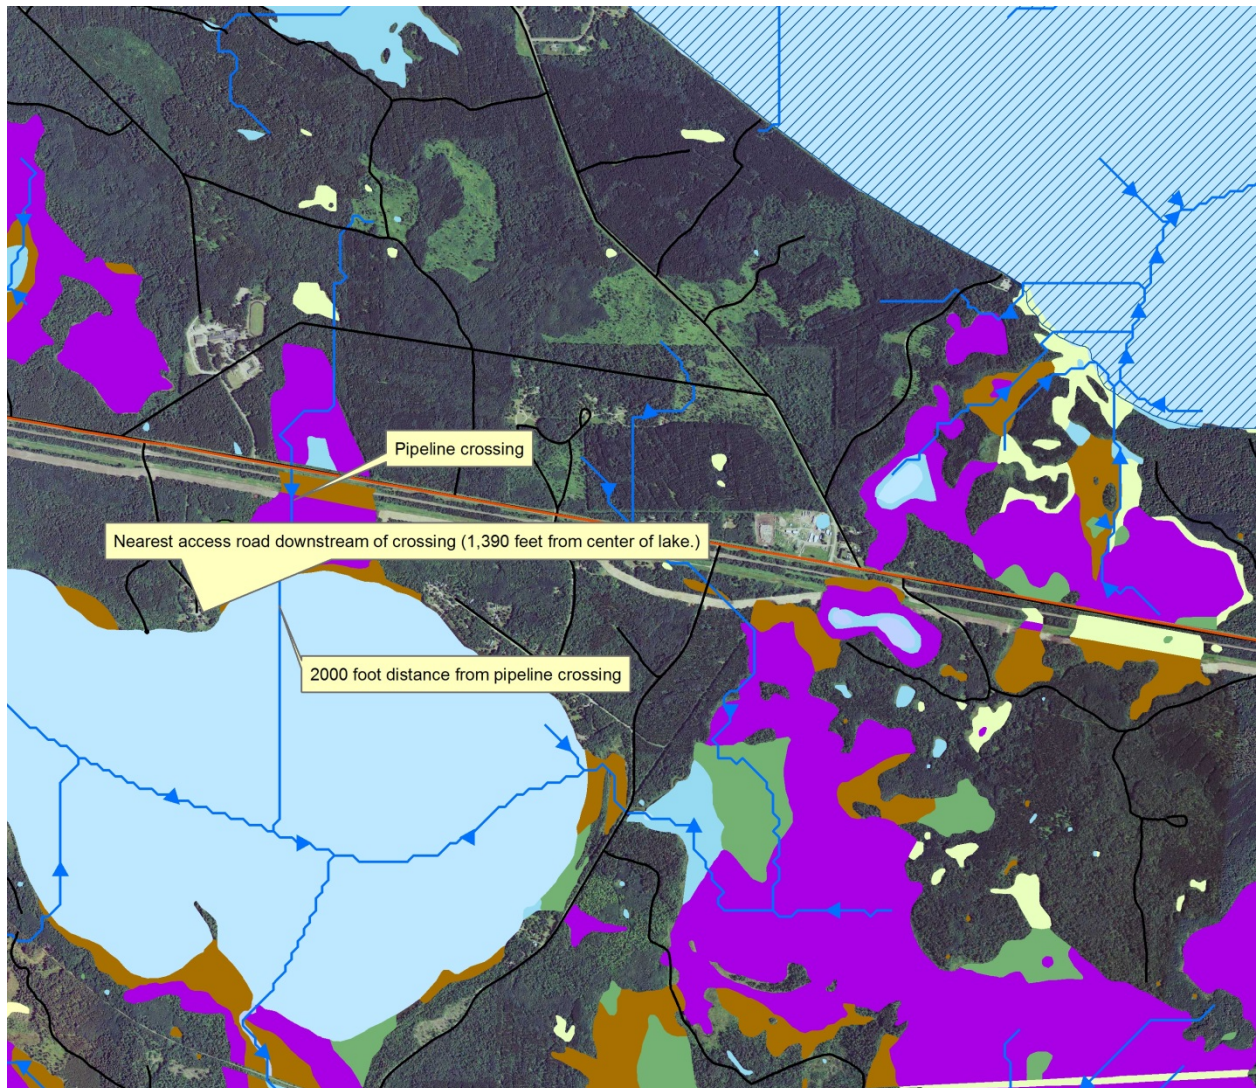 Pipeline crossing
Nearest access road downstream of crossing (1,390 feet from center of lake.)
2000 foot distance from pipeline crossing